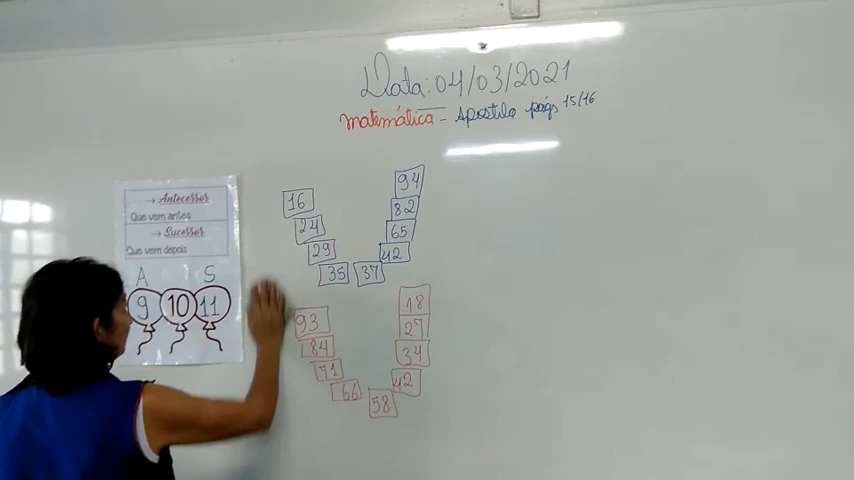 Data: 04/03/2021
Matemática - Apostila págs 15/16
→ Antecessor
Que vem antes
→ Sucessor
Que vem depois
A S
9 10 11
16 94
24 82
29 65
35 37 42
93 18
84 27
71 34
66 58 42